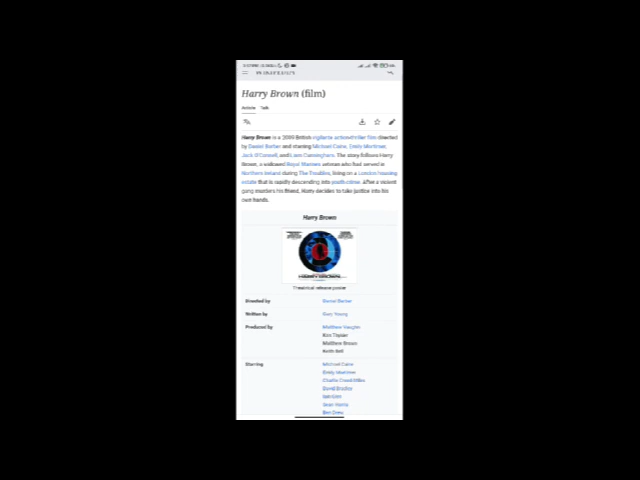 Harry Brown (film)
Article Talk
Harry Brown is a 2009 British vigilante action-thriller film directed
by Daniel Barber and starring Michael Caine, Emily Mortimer,
Jack O'Connell, and Liam Cunningham. The story follows Harry
Brown, a widowed Royal Marines veteran who had served in
Northern Ireland during The Troubles, living on a London housing
estate that is rapidly descending into youth crime. After a violent
gang murders his friend, Harry decides to take justice into his
own hands.
Harry Brown
Theatrical release poster
Directed by Daniel Barber
Written by Gary Young
Produced by Matthew Vaughn
Kris Thykier
Matthew Brown
Keith Bell
Starring Michael Caine
Emily Mortimer
Charlie Creed-Miles
David Bradley
Iain Glen
Sean Harris
Ben Drew